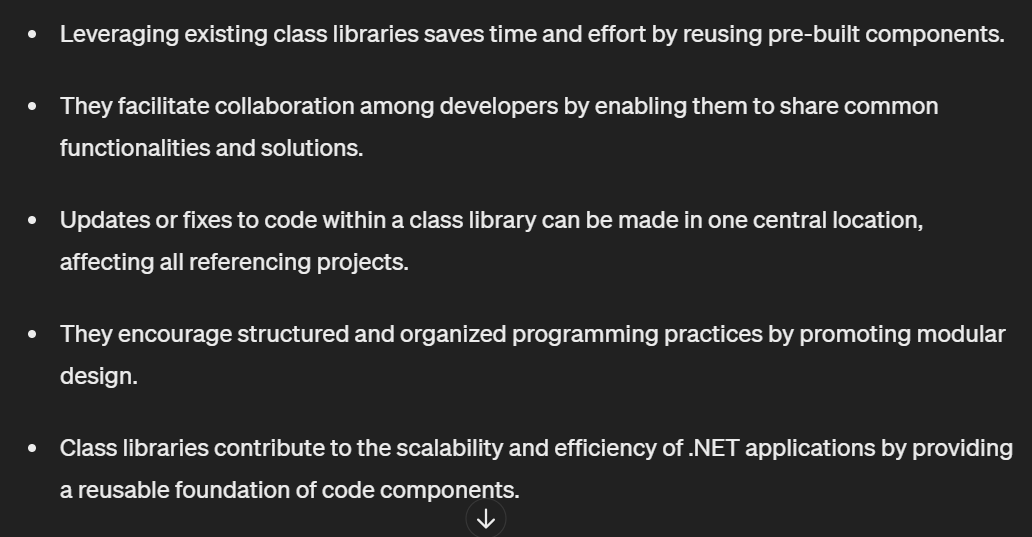 • Leveraging existing class libraries saves time and effort by reusing pre-built components.
• They facilitate collaboration among developers by enabling them to share common
functionalities and solutions.
• Updates or fixes to code within a class library can be made in one central location,
affecting all referencing projects.
• They encourage structured and organized programming practices by promoting modular
design.
• Class libraries contribute to the scalability and efficiency of .NET applications by providing
a reusable foundation of code components.